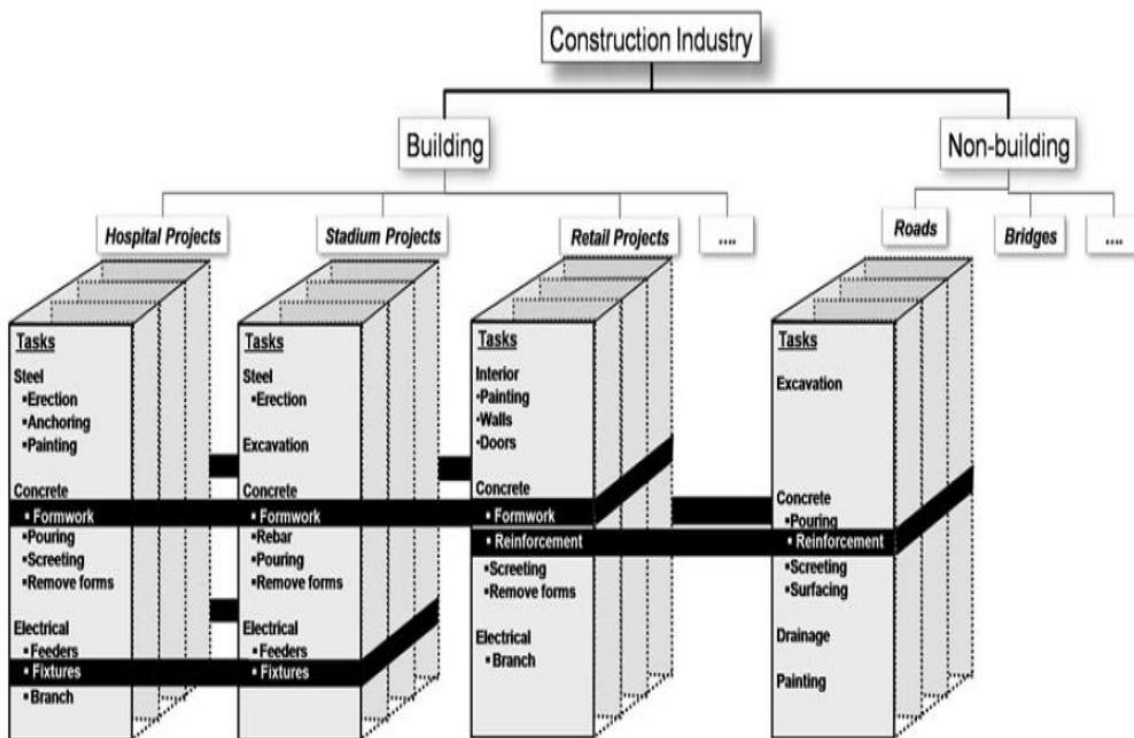 Construction Industry
Building
Non-building
Hospital Projects
Stadium Projects
Retail Projects
....
Roads
Bridges
....
Tasks
Steel
▪Erection
▪Anchoring
▪Painting
Concrete
▪ Formwork
▪Pouring
▪Screeting
▪Remove forms
Electrical
▪Feeders
▪ Fixtures
▪Branch
Tasks
Steel
▪Erection
Excavation
Concrete
▪ Formwork
▪Rebar
▪Pouring
▪Remove forms
Electrical
▪Feeders
▪ Fixtures
Tasks
Interior
▪Painting
▪Walls
▪Doors
Concrete
▪ Formwork
▪ Reinforcement
▪Screeting
▪Remove forms
Electrical
▪ Branch
Tasks
Excavation
Concrete
▪Pouring
▪ Reinforcement
▪Screeting
▪Surfacing
Drainage
Painting